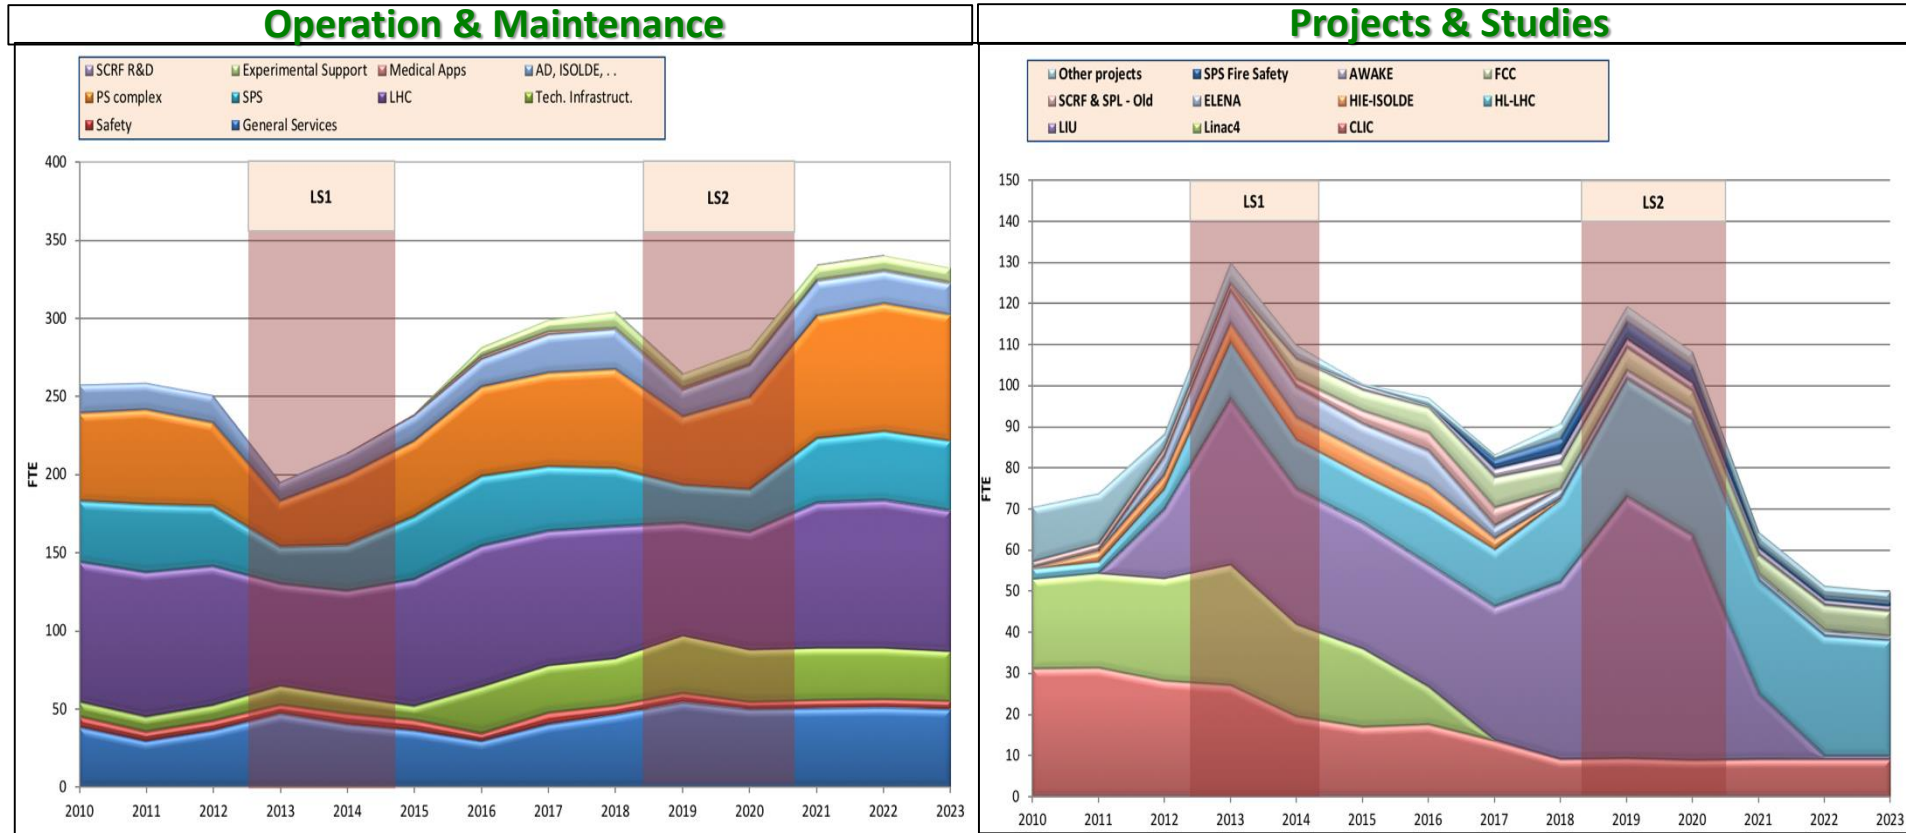 Operation & Maintenance
SCRF R&D Experimental Support Medical Apps AD, ISOLDE, . .
PS complex SPS LHC Tech. Infrastruct.
Safety General Services
400
350
300
250
200
150
100
50
0
FTE
LS1
LS2
2010 2011 2012 2013 2014 2015 2016 2017 2018 2019 2020 2021 2022 2023
Projects & Studies
Other projects SPS Fire Safety AWAKE FCC
SCRF & SPL - Old ELENA HIE-ISOLDE HL-LHC
LIU Linac4 CLIC
150
140
130
120
110
100
90
80
70
60
50
40
30
20
10
0
FTE
LS1
LS2
2010 2011 2012 2013 2014 2015 2016 2017 2018 2019 2020 2021 2022 2023